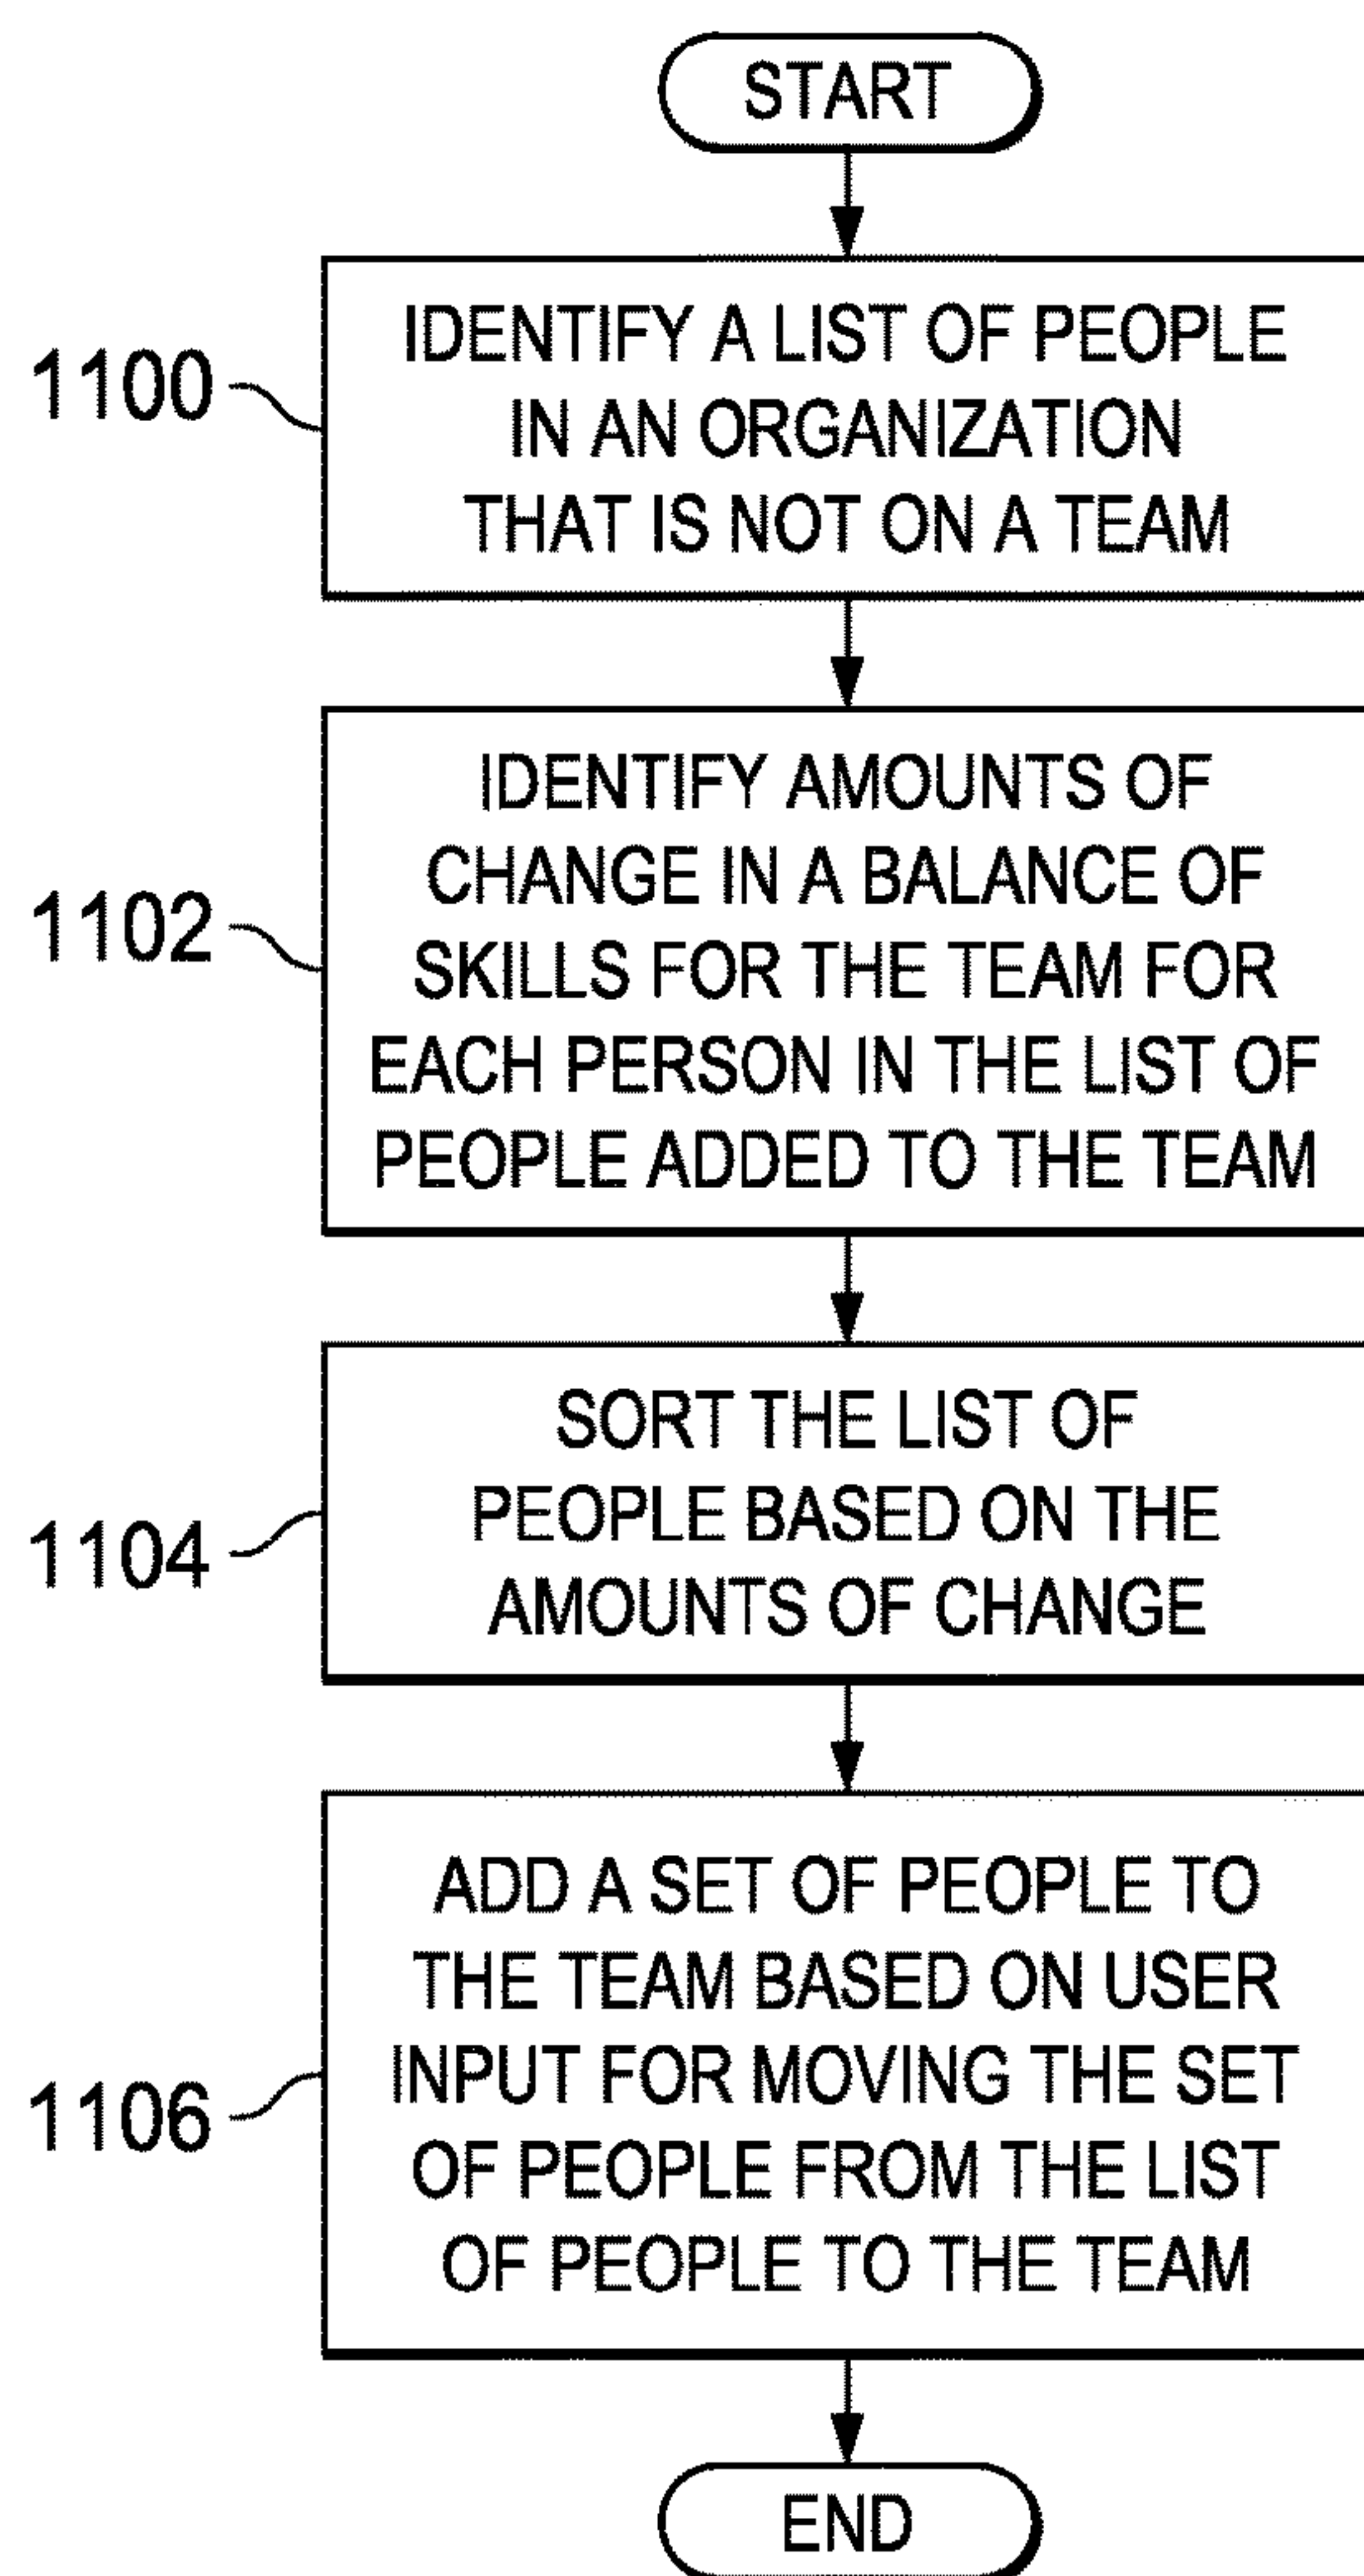 START
1100
IDENTIFY A LIST OF PEOPLE
IN AN ORGANIZATION
THAT IS NOT ON A TEAM
1102
IDENTIFY AMOUNTS OF
CHANGE IN A BALANCE OF
SKILLS FOR THE TEAM FOR
EACH PERSON IN THE LIST OF
PEOPLE ADDED TO THE TEAM
1104
SORT THE LIST OF
PEOPLE BASED ON THE
AMOUNTS OF CHANGE
1106
ADD A SET OF PEOPLE TO
THE TEAM BASED ON USER
INPUT FOR MOVING THE SET
OF PEOPLE FROM THE LIST
OF PEOPLE TO THE TEAM
END